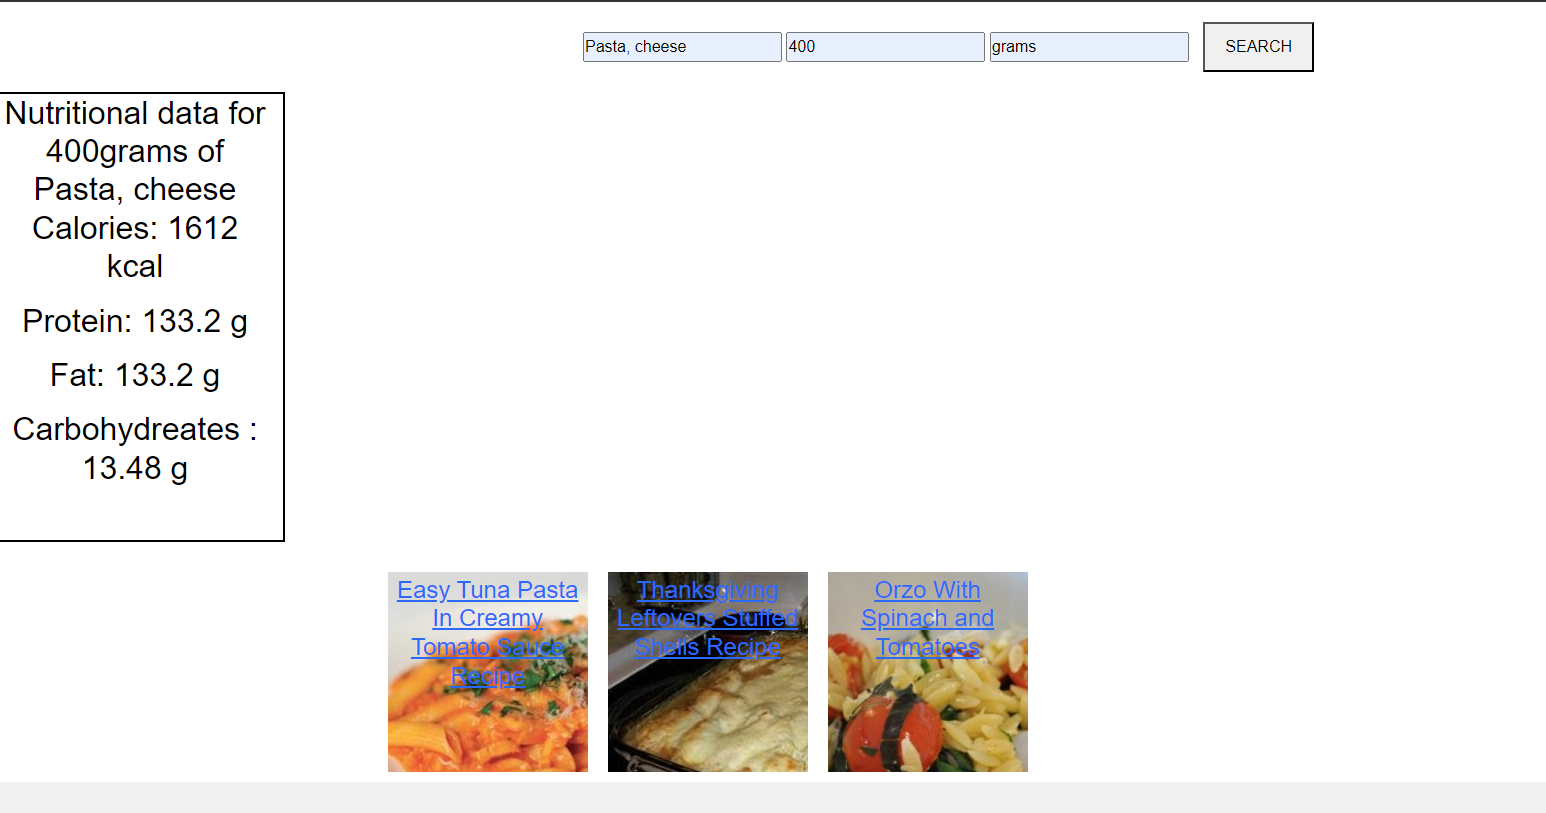 Pasta, cheese 400 grams SEARCH
Nutritional data for
400grams of
Pasta, cheese
Calories: 1612
kcal
Protein: 133.2 g
Fat: 133.2 g
Carbohydreates :
13.48 g
Easy Tuna Pasta
In Creamy
Tomato Sauce
Recipe
Thanksgiving
Leftovers Stuffed
Shells Recipe
Orzo With
Spinach and
Tomatoes